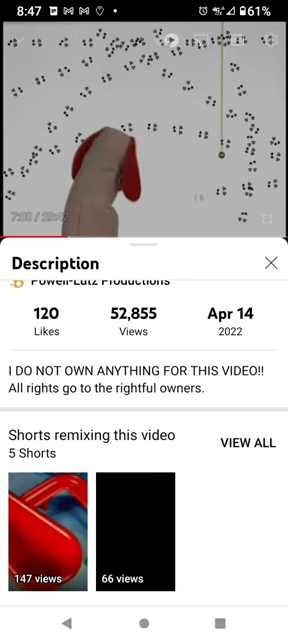 8:47
61%
7:00 /
Description
Powell-Lutz Productions
120
52,855
Apr 14
Likes
Views
2022
I DO NOT OWN ANYTHING FOR THIS VIDEO!!
All rights go to the rightful owners.
Shorts remixing this video
VIEW ALL
5 Shorts
147 views
66 views